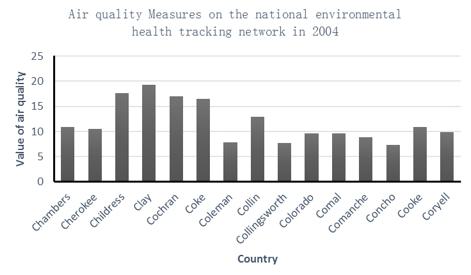 Air quality Measures on the national environmental
health tracking network in 2004
25
20
15
10
5
0
Value of air quality
Chambers
Cherokee
Childress
Clay
Cochran
Coke
Coleman
Collin
Collingsworth
Colorado
Comal
Comanche
Concho
Cooke
Coryell
Country